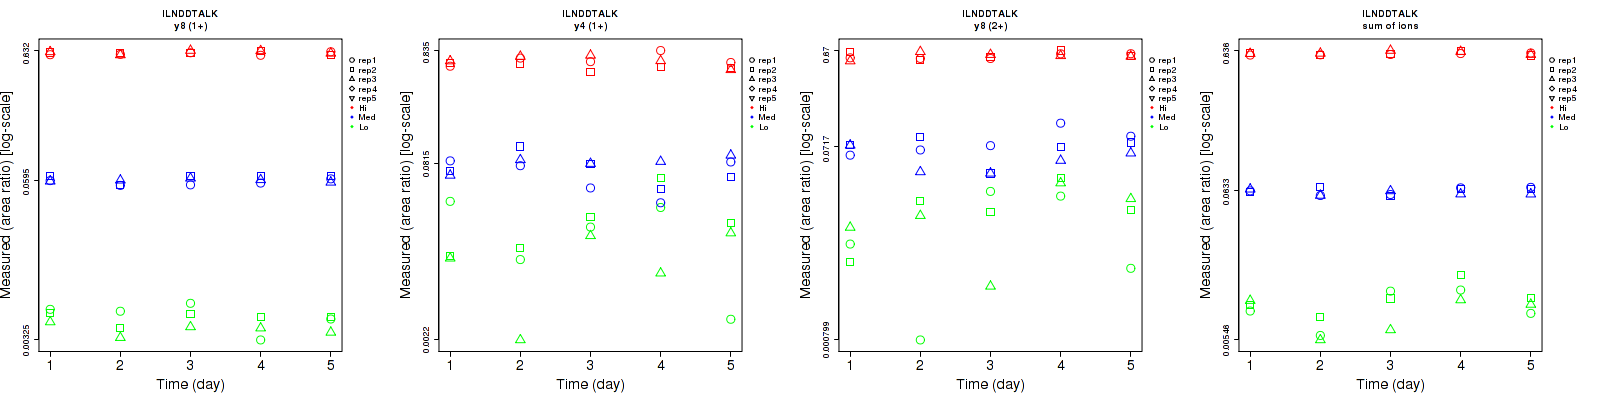 ILNDDTALK
y8 (1+)
Measured (area ratio) [log-scale]
0.832
0.0595
0.00325
1 2 3 4 5
Time (day)
rep1
rep2
rep3
rep4
rep5
Hi
Med
Lo
ILNDDTALK
y4 (1+)
Measured (area ratio) [log-scale]
0.835
0.0815
0.0022
1 2 3 4 5
Time (day)
rep1
rep2
rep3
rep4
rep5
Hi
Med
Lo
ILNDDTALK
y8 (2+)
Measured (area ratio) [log-scale]
0.67
0.0717
0.000799
1 2 3 4 5
Time (day)
rep1
rep2
rep3
rep4
rep5
Hi
Med
Lo
ILNDDTALK
sum of ions
Measured (area ratio) [log-scale]
0.836
0.0633
0.00546
1 2 3 4 5
Time (day)
rep1
rep2
rep3
rep4
rep5
Hi
Med
Lo